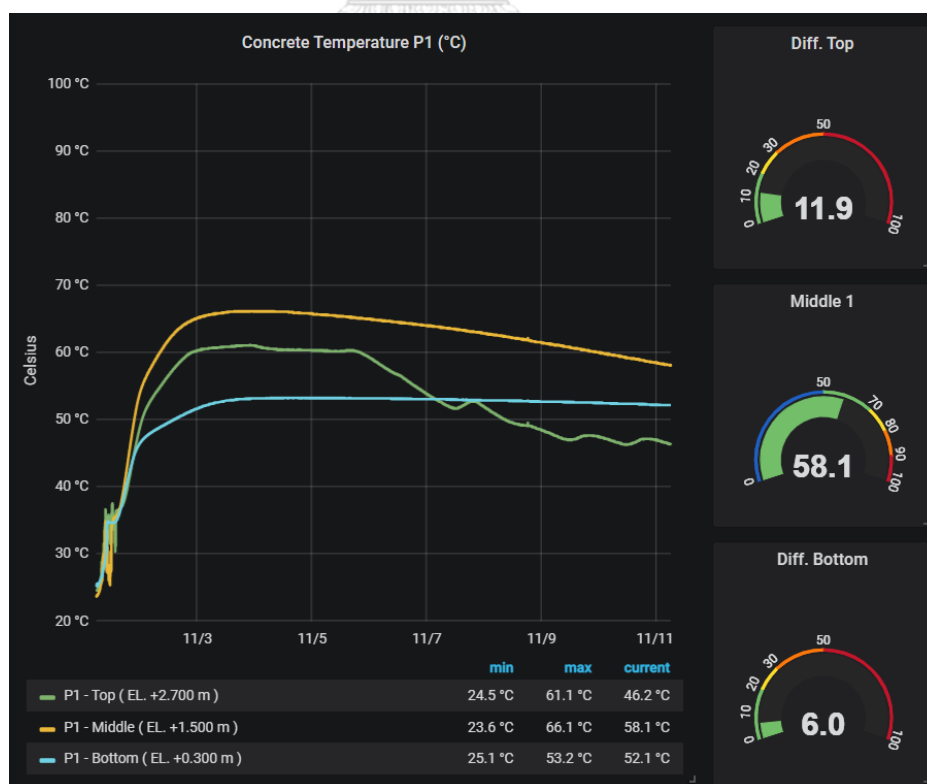 Concrete Temperature P1 (°C)
100 °C
90 °C
80 °C
70 °C
60 °C
50 °C
40 °C
30 °C
20 °C
Celsius
11/3 11/5 11/7 11/9 11/11
min max current
P1 - Top ( EL. +2.700 m ) 24.5 °C 61.1 °C 46.2 °C
P1 - Middle ( EL. +1.500 m ) 23.6 °C 66.1 °C 58.1 °C
P1 - Bottom ( EL. +0.300 m ) 25.1 °C 53.2 °C 52.1 °C
Diff. Top
0 10 20 30 50 100
11.9
Middle 1
0 50 70 80 90 100
58.1
Diff. Bottom
0 10 20 30 50 100
6.0